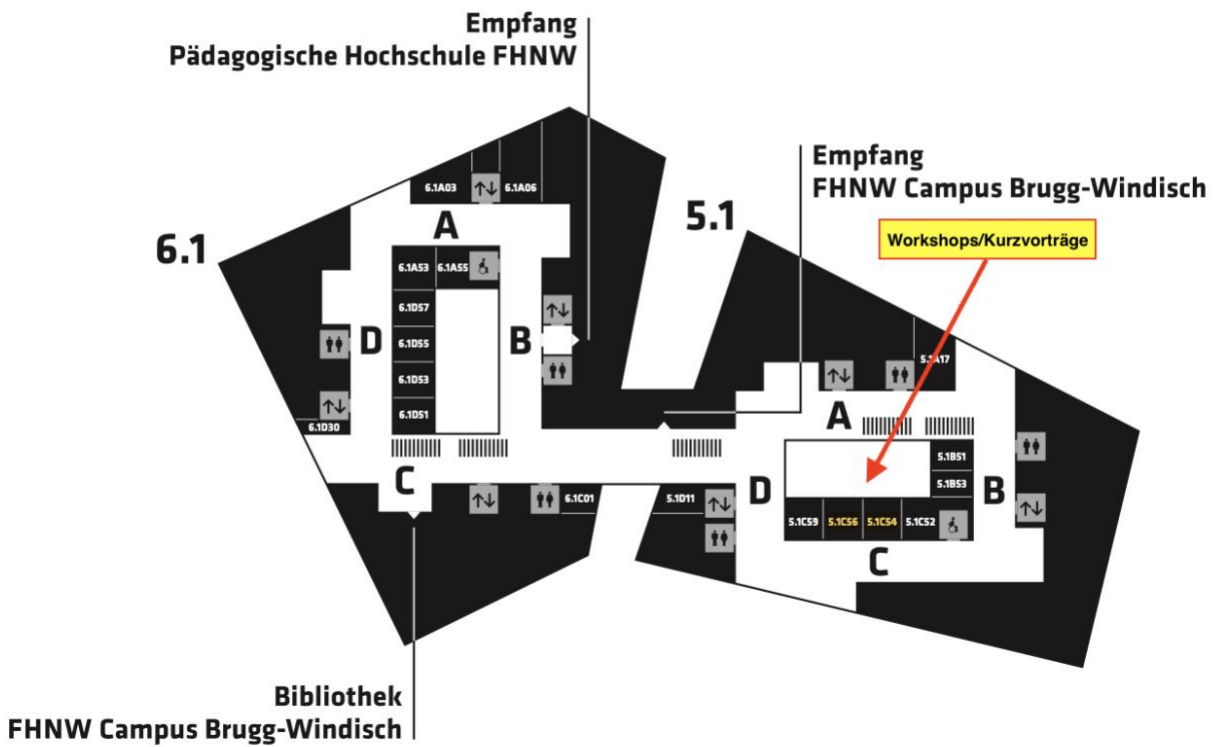 Empfang
Pädagogische Hochschule FHNW
Empfang
FHNW Campus Brugg-Windisch
Workshops/Kurzvorträge
6.1
5.1
6.1A03
6.1A06
A
6.1A53
6.1A55
6.1D57
D
6.1D55
B
6.1D53
6.1D51
6.1D30
C
6.1C01
5.1A17
A
5.1B51
5.1B53
D
B
5.1D11
5.1C59
5.1C56
5.1C54
5.1C52
C
Bibliothek
FHNW Campus Brugg-Windisch